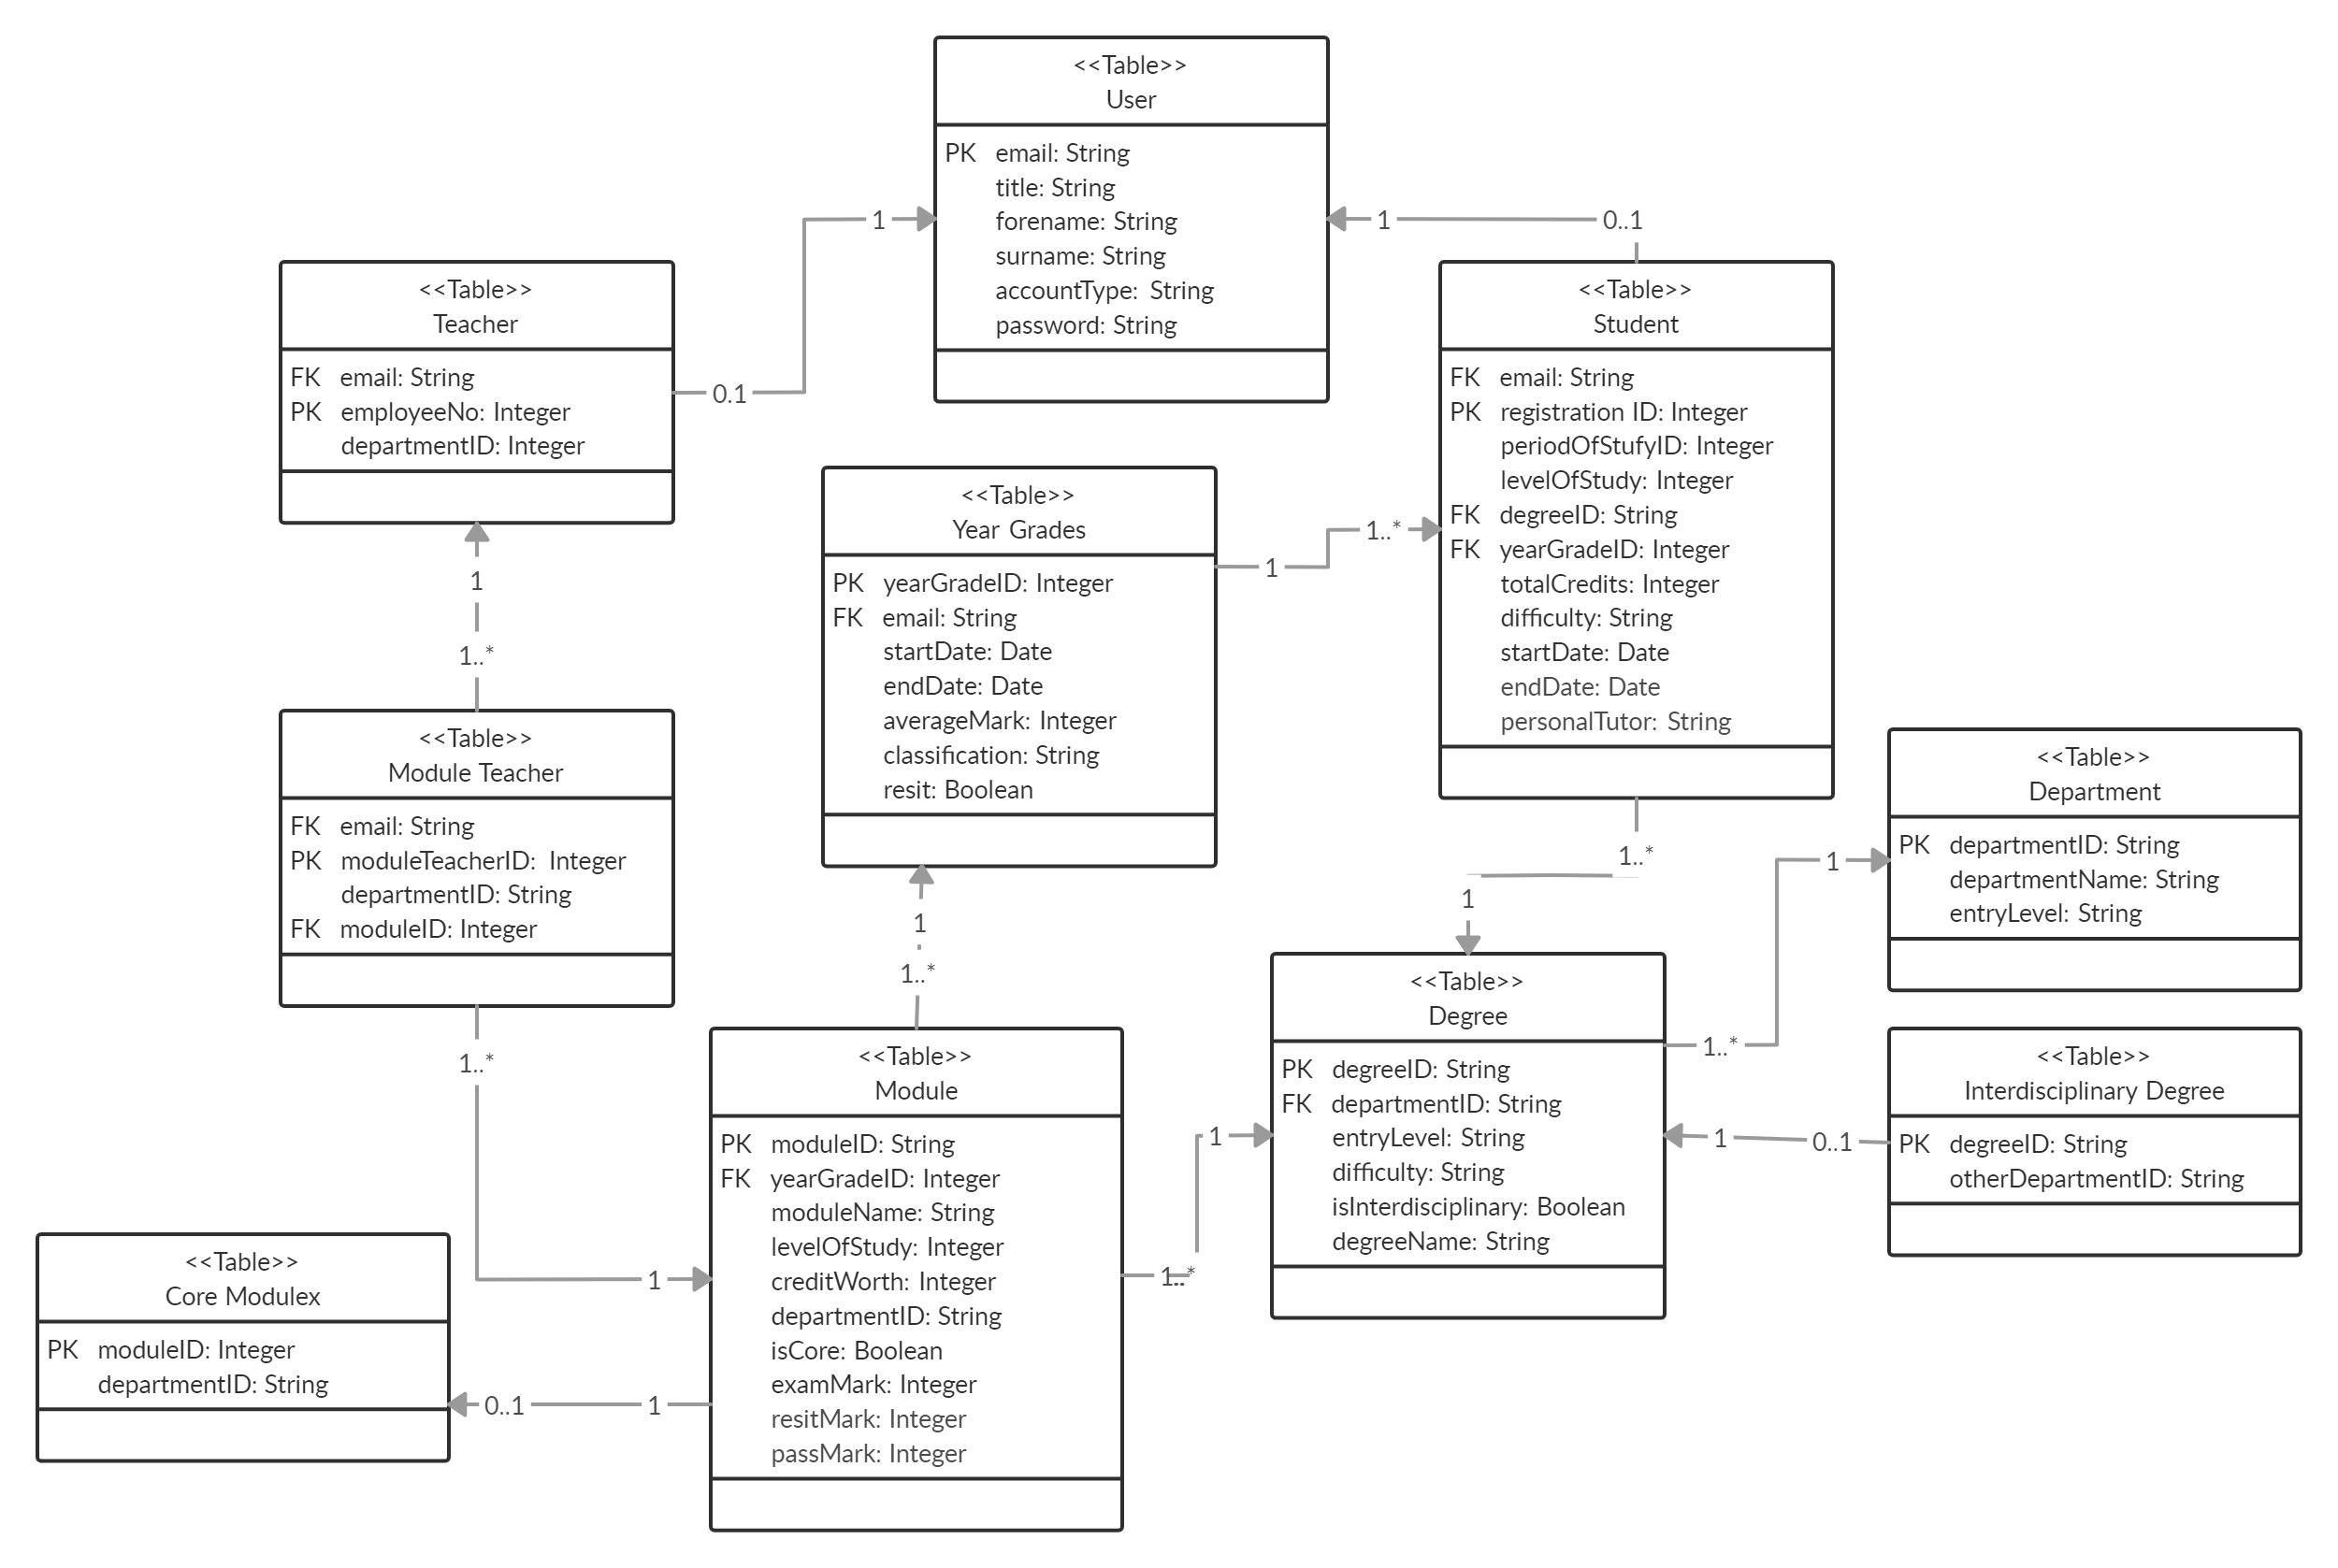 <<Table>>
User
PK email: String
title: String
forename: String
surname: String
accountType: String
password: String
1
0.1
1
0..1
<<Table>>
Teacher
FK email: String
PK employeeNo: Integer
departmentID: Integer
<<Table>>
Student
FK email: String
PK registration ID: Integer
periodOfStufyID: Integer
levelOfStudy: Integer
FK degreeID: String
FK yearGradeID: Integer
totalCredits: Integer
difficulty: String
startDate: Date
endDate: Date
personalTutor: String
<<Table>>
Year Grades
PK yearGradeID: Integer
FK email: String
startDate: Date
endDate: Date
averageMark: Integer
classification: String
resit: Boolean
1
1..*
1
1..*
<<Table>>
Module Teacher
FK email: String
PK moduleTeacherID: Integer
departmentID: String
FK moduleID: Integer
<<Table>>
Department
PK departmentID: String
departmentName: String
entryLevel: String
1..*
1
1
1..*
1
1..*
<<Table>>
Degree
PK degreeID: String
FK departmentID: String
entryLevel: String
difficulty: String
isInterdisciplinary: Boolean
degreeName: String
<<Table>>
Interdisciplinary Degree
PK degreeID: String
otherDepartmentID: String
1
0..1
1..*
1
<<Table>>
Module
PK moduleID: String
FK yearGradeID: Integer
moduleName: String
levelOfStudy: Integer
creditWorth: Integer
departmentID: String
isCore: Boolean
examMark: Integer
resitMark: Integer
passMark: Integer
1
1..*
<<Table>>
Core Modulex
PK moduleID: Integer
departmentID: String
0..1
1